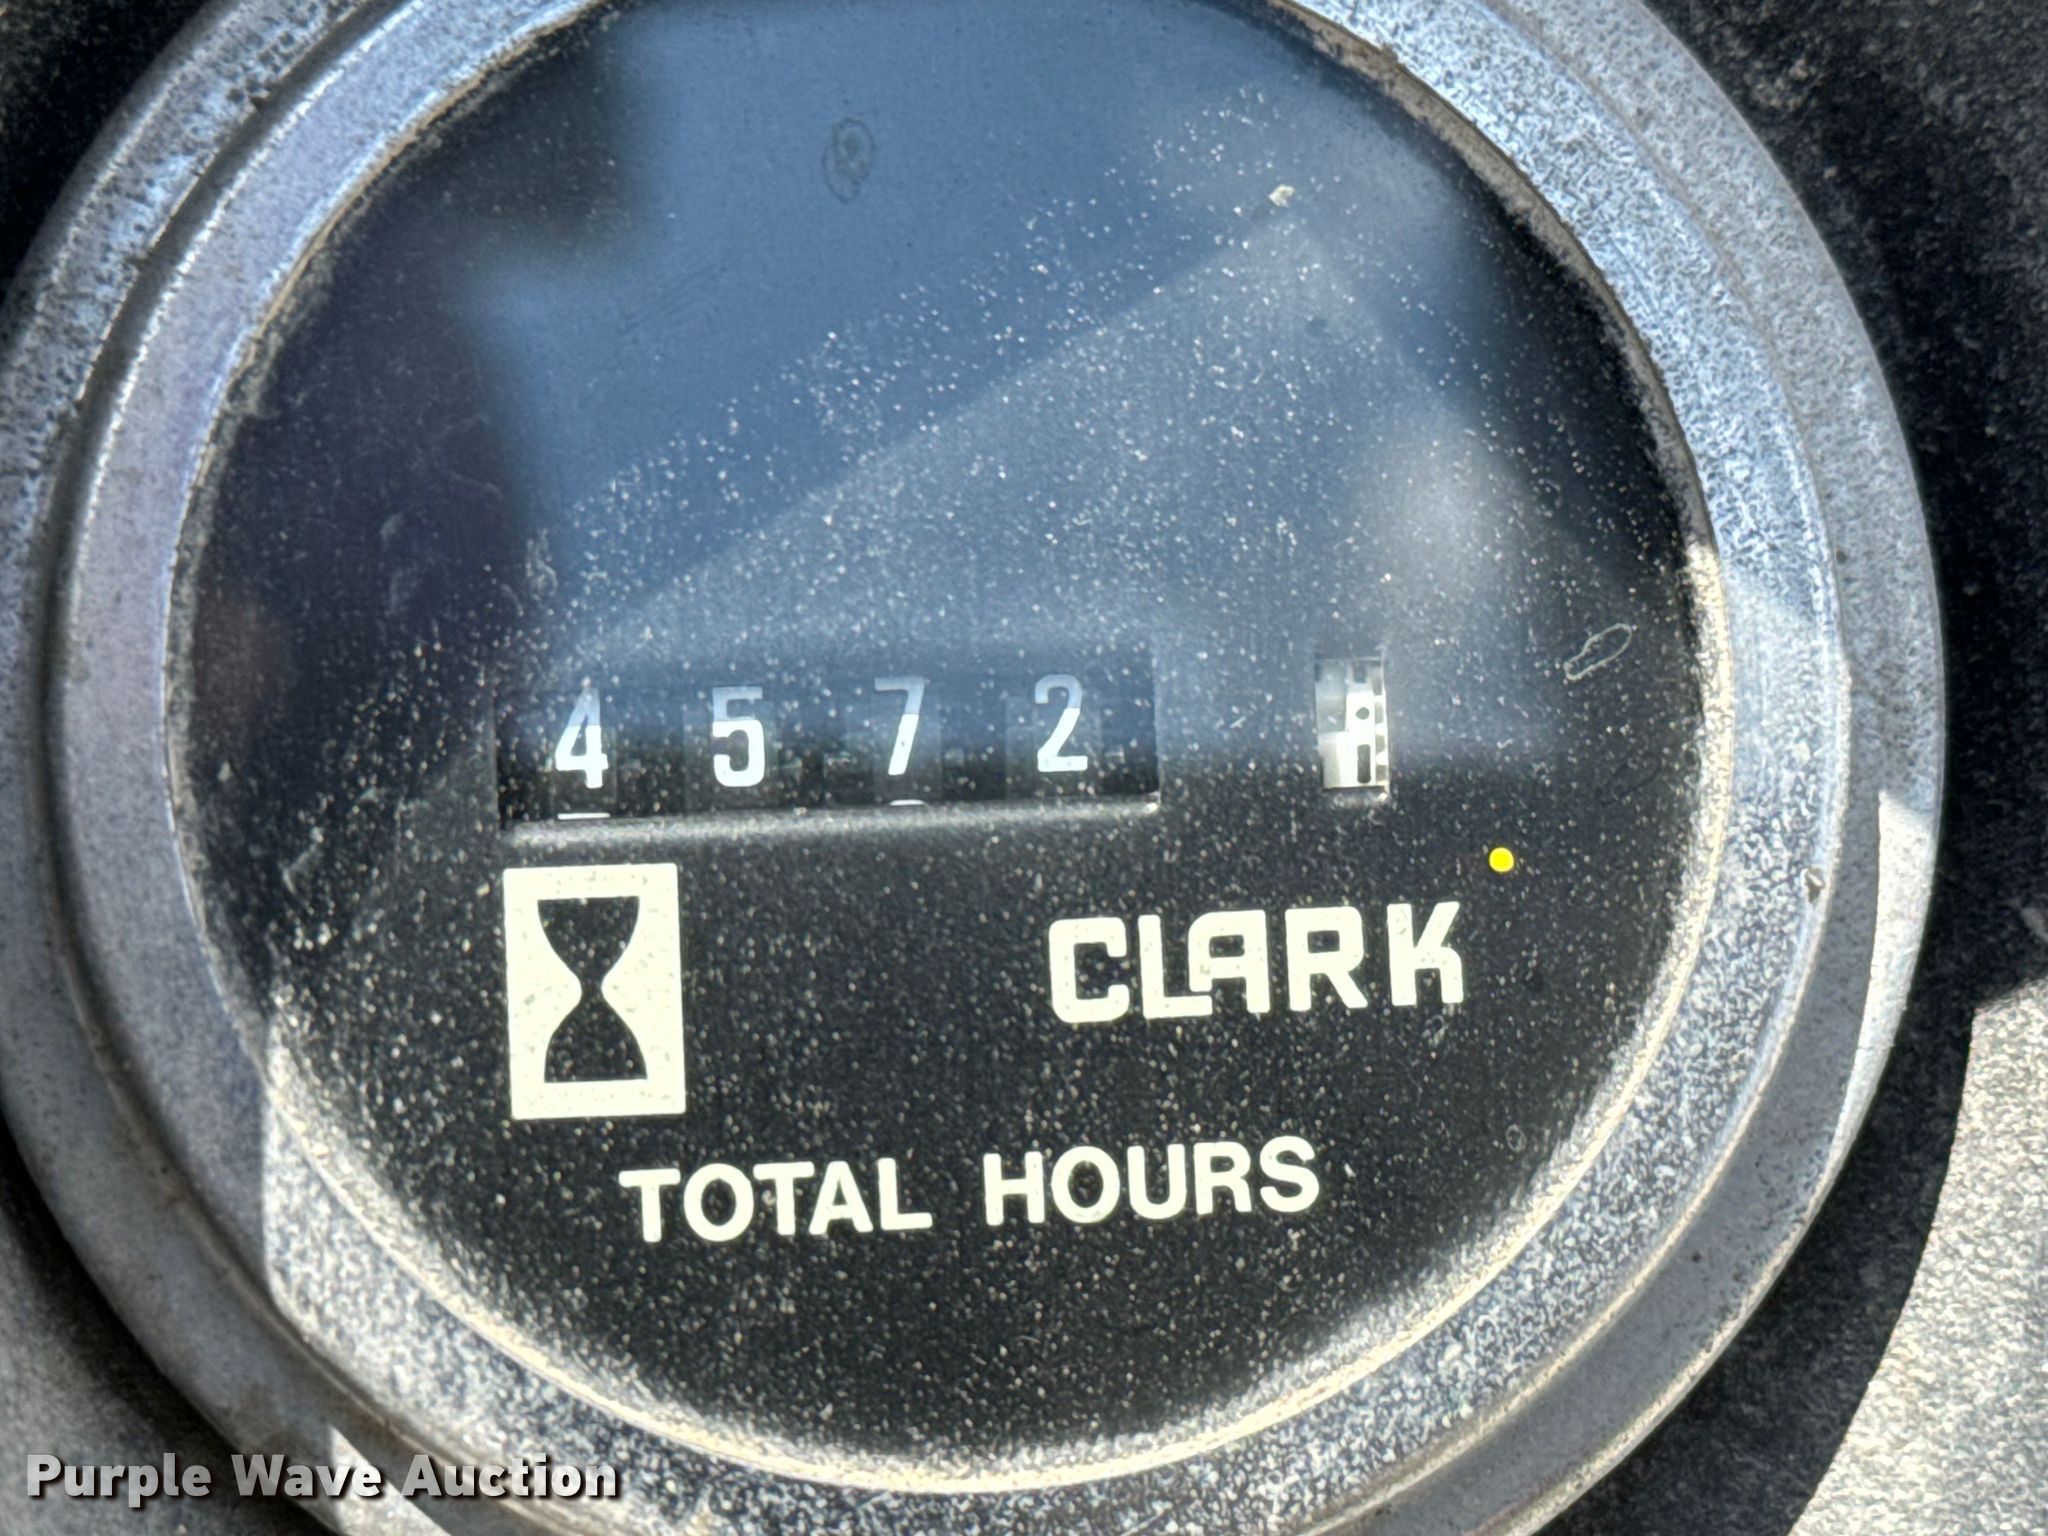 4572
CLARK
TOTAL HOURS
Purple Wave Auction